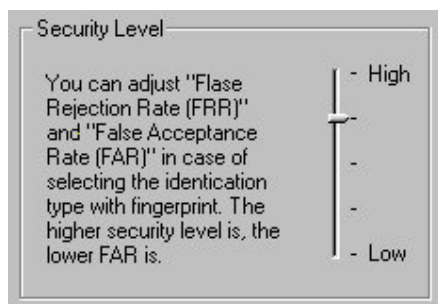 Security Level
You can adjust "Flase
Rejection Rate (FRR)"
and "False Acceptance
Rate (FAR)" in case of
selecting the identication
type with fingerprint. The
higher security level is, the
lower FAR is.
- High
-
-
-
- Low